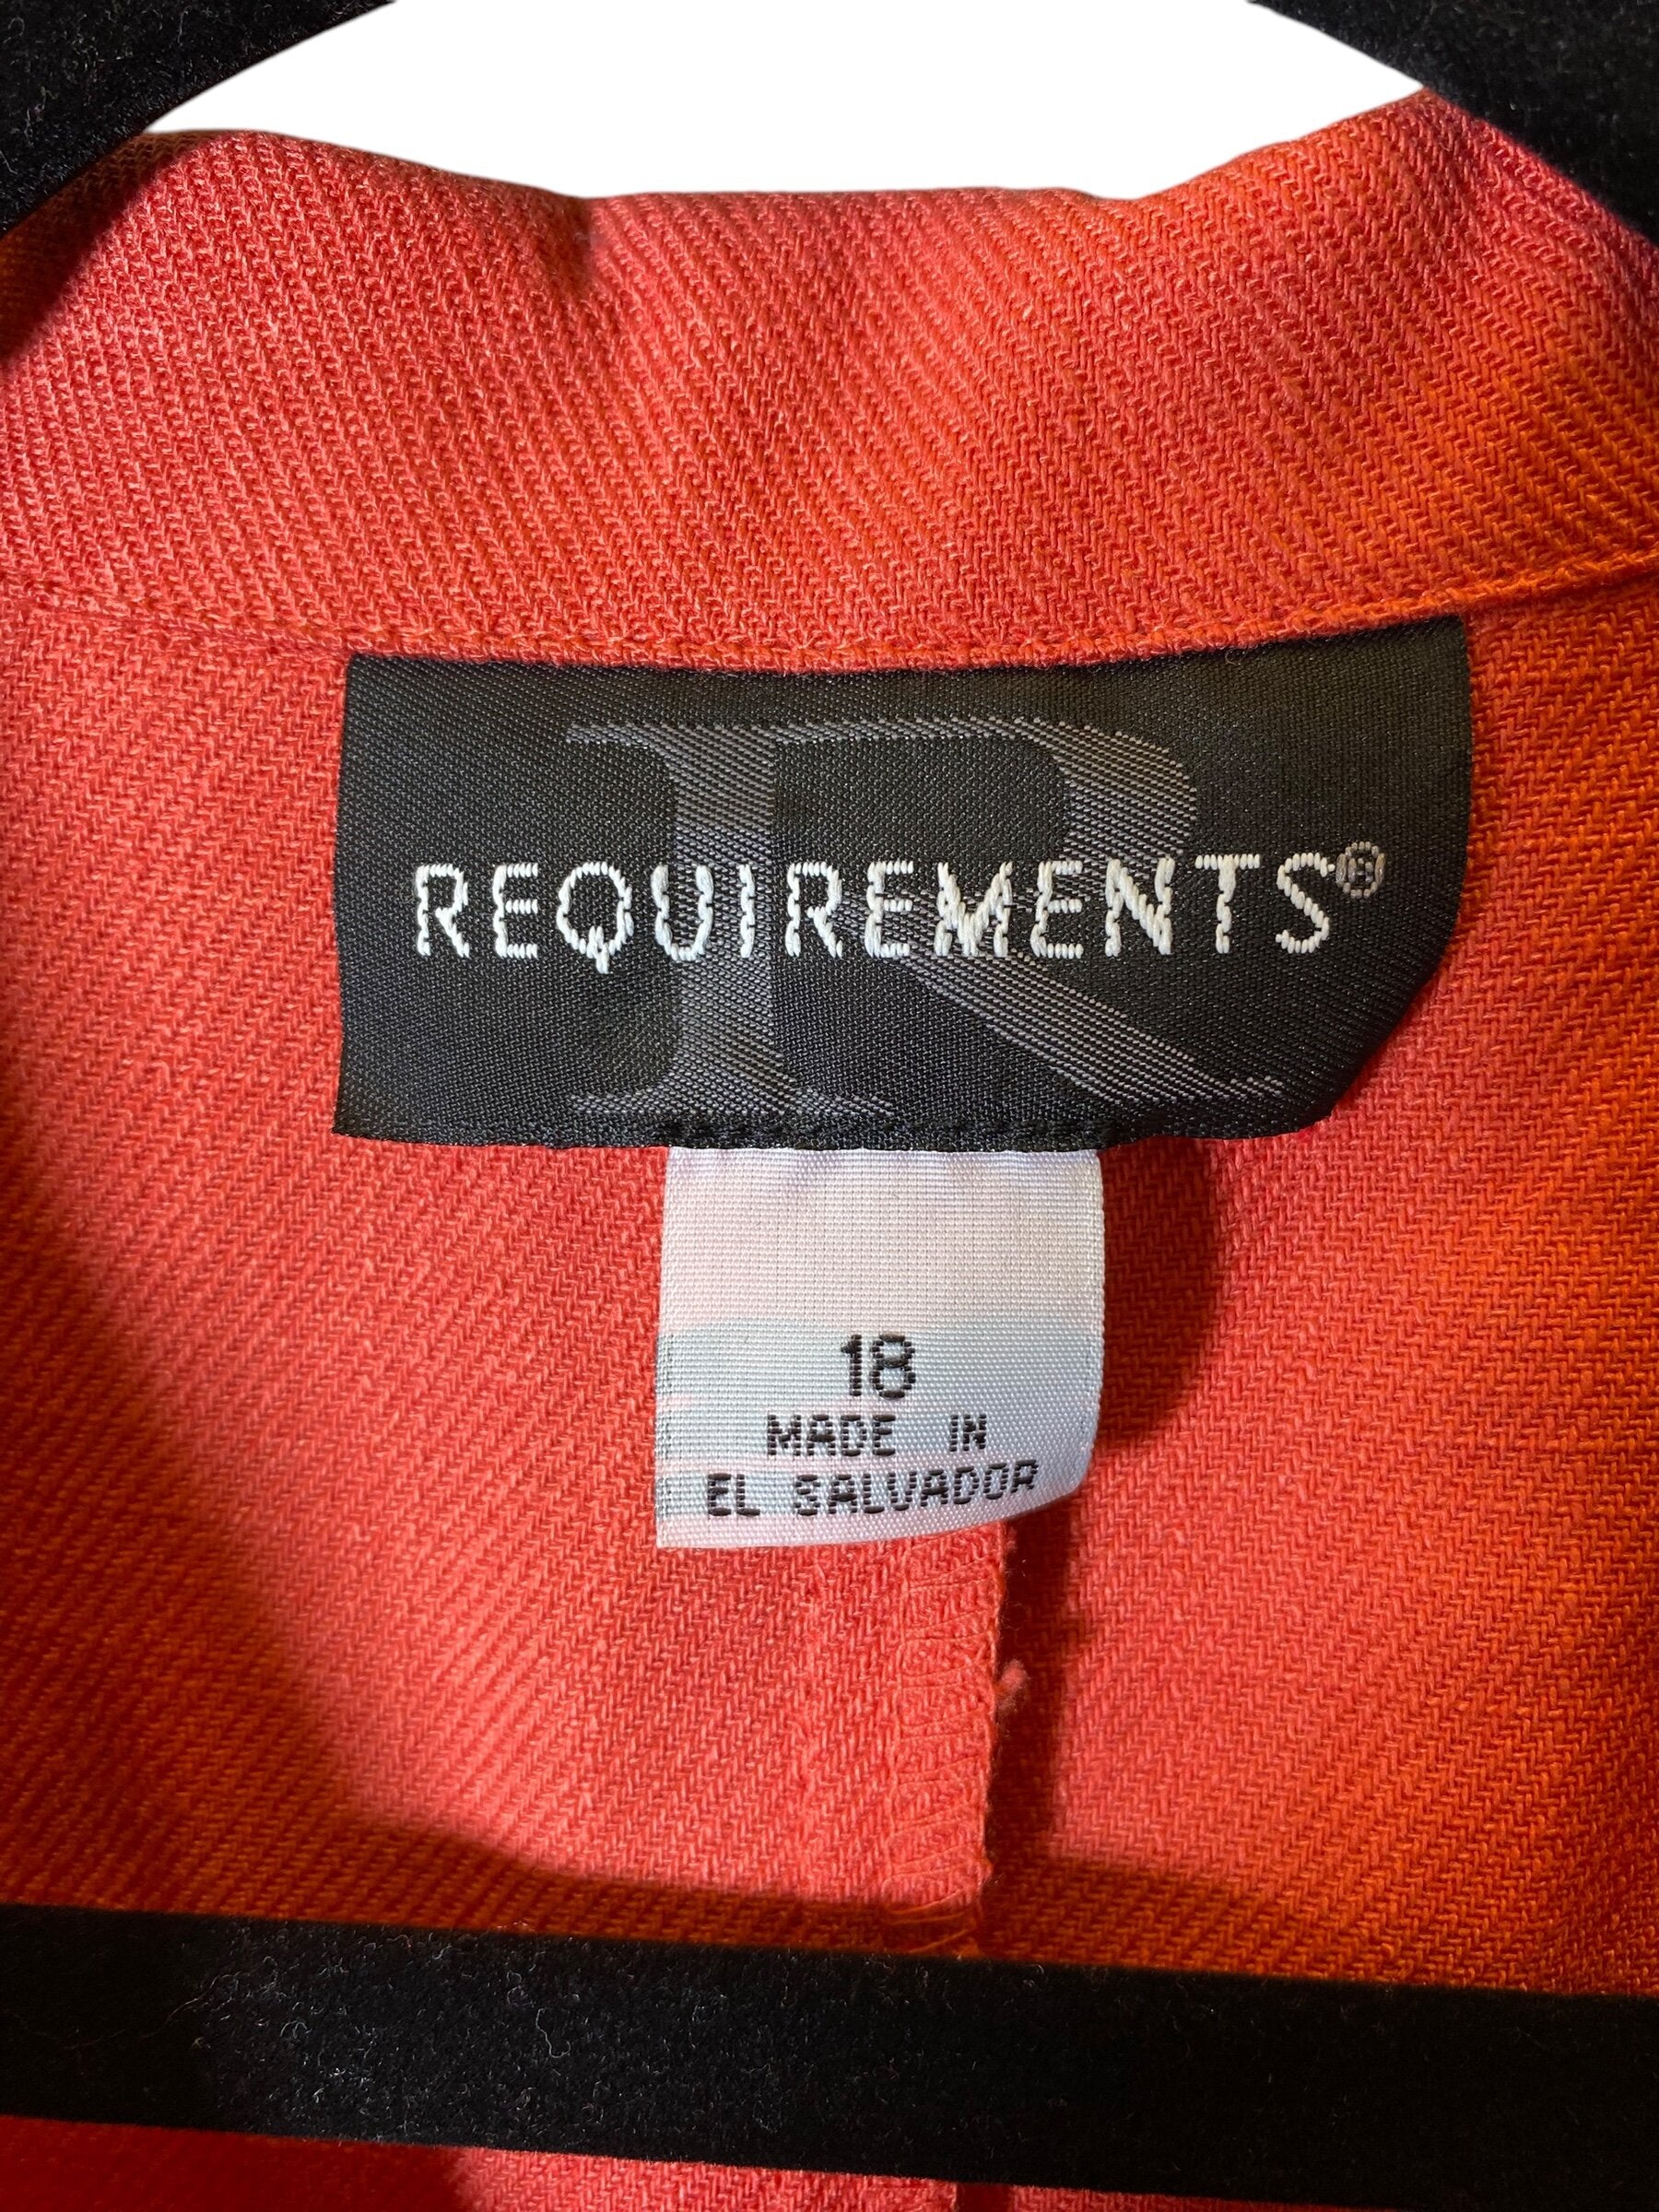 REQUIREMENTS®
18
MADE IN
EL SALVADOR